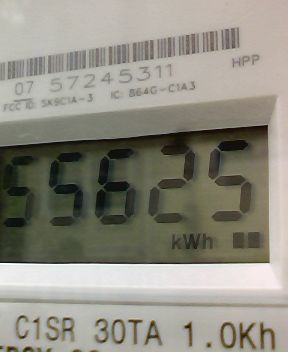 07 57245311 HPP
FCC ID: SK9C1A-3 IC: 864G-C1A3
55625
kWh
C1SR 30TA 1.0Kh